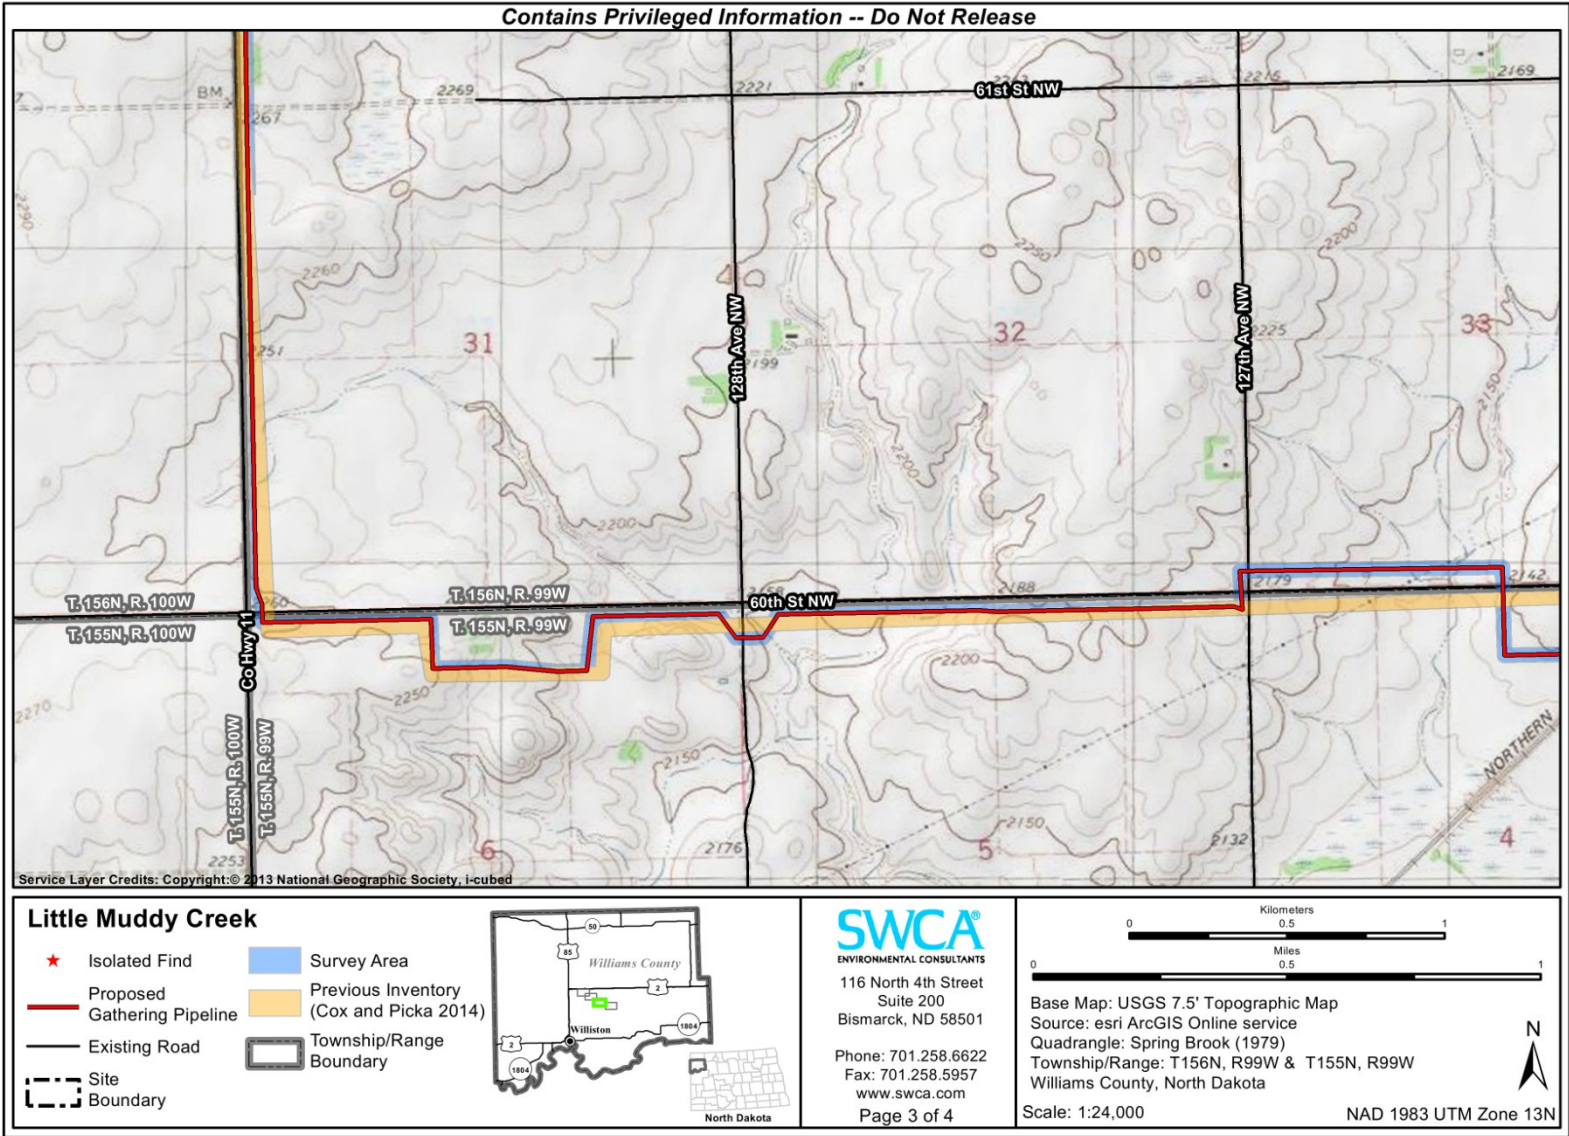 Contains Privileged Information -- Do Not Release
BM
2269
2221
61st St NW
2215
2169
2267
2290
2260
2250
2200
4
31
32
33
2251
2199
2225
128th Ave NW
127th Ave NW
2150
2200
2200
2179
2142
2188
T. 156N, R. 100W
T. 156N, R. 99W
60th St NW
T. 155N, R. 100W
T. 155N, R. 99W
Co Hwy 11
2200
2250
2270
2150
NORTHERN
T. 155N, R. 100W
T. 155N, R. 99W
2150
2132
2253
6
2176
5
4
Service Layer Credits: Copyright:© 2013 National Geographic Society, i-cubed
Little Muddy Creek
Isolated Find
Proposed
Gathering Pipeline
Existing Road
Site
Boundary
Survey Area
Previous Inventory
(Cox and Picka 2014)
Township/Range
Boundary
50
85
Williams County
2
Williston
1804
2
1804
North Dakota
SWCA®
ENVIRONMENTAL CONSULTANTS
116 North 4th Street
Suite 200
Bismarck, ND 58501
Phone: 701.258.6622
Fax: 701.258.5957
www.swca.com
Page 3 of 4
Kilometers
0 0.5 1
Miles
0 0.5 1
Base Map: USGS 7.5' Topographic Map
Source: esri ArcGIS Online service
Quadrangle: Spring Brook (1979)
Township/Range: T156N, R99W & T155N, R99W
Williams County, North Dakota
N
Scale: 1:24,000
NAD 1983 UTM Zone 13N